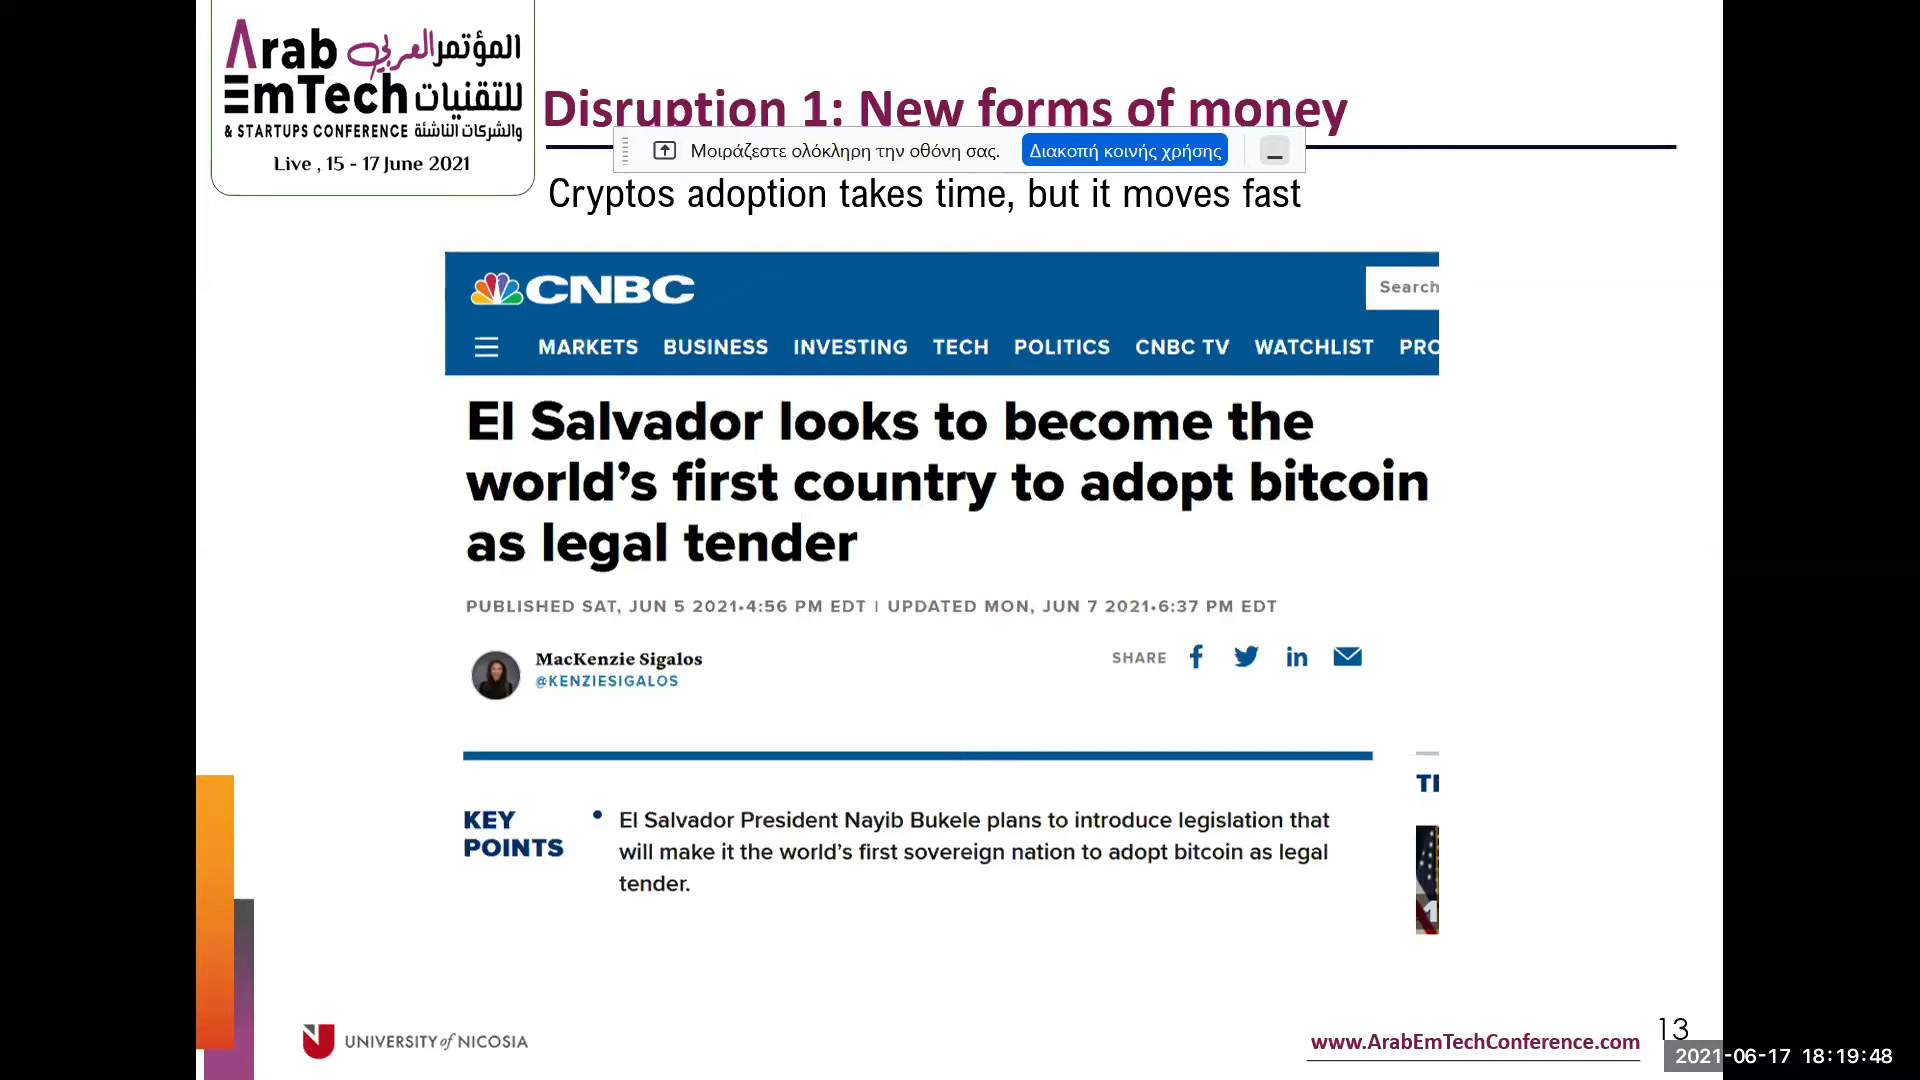 Arab المؤتمر العربي
EmTech للتقنيات
& STARTUPS CONFERENCE والشركات الناشئة
Live , 15 - 17 June 2021
Disruption 1: New forms of money
Μοιράζεστε ολόκληρη την οθόνη σας. Διακοπή κοινής χρήσης
Cryptos adoption takes time, but it moves fast
CNBC
Search
MARKETS BUSINESS INVESTING TECH POLITICS CNBC TV WATCHLIST PRO
El Salvador looks to become the
world’s first country to adopt bitcoin
as legal tender
PUBLISHED SAT, JUN 5 2021•4:56 PM EDT | UPDATED MON, JUN 7 2021•6:37 PM EDT
MacKenzie Sigalos
@KENZIESIGALOS
SHARE
KEY
POINTS
• El Salvador President Nayib Bukele plans to introduce legislation that
will make it the world’s first sovereign nation to adopt bitcoin as legal
tender.
UNIVERSITY of NICOSIA
www.ArabEmTechConference.com
13
2021-06-17 18:19:48